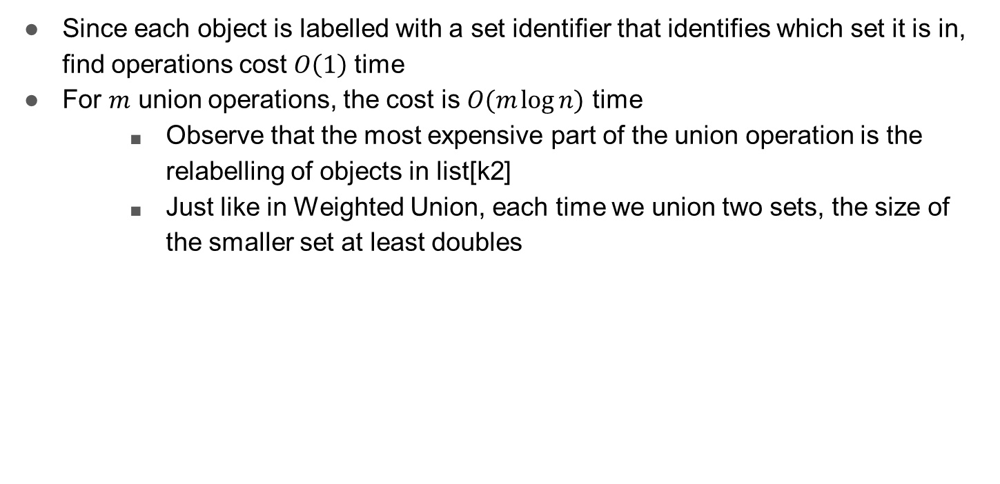 ● Since each object is labelled with a set identifier that identifies which set it is in,
find operations cost O(1) time
● For m union operations, the cost is O(m log n) time
■ Observe that the most expensive part of the union operation is the
relabelling of objects in list[k2]
■ Just like in Weighted Union, each time we union two sets, the size of
the smaller set at least doubles